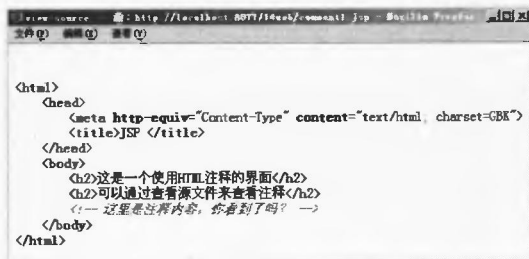 view-source 源: http://localhost:8077/14web/comment1.jsp - Mozilla Firefox
文件(F) 编辑(E) 查看(V)
<html>
<head>
<meta http-equiv="Content-Type" content="text/html; charset=GBK">
<title>JSP </title>
</head>
<body>
<h2>这是一个使用HTML注释的界面</h2>
<h2>可以通过查看源文件来查看注释</h2>
<!-- 这里是注释内容，你看到了吗？ -->
</body>
</html>